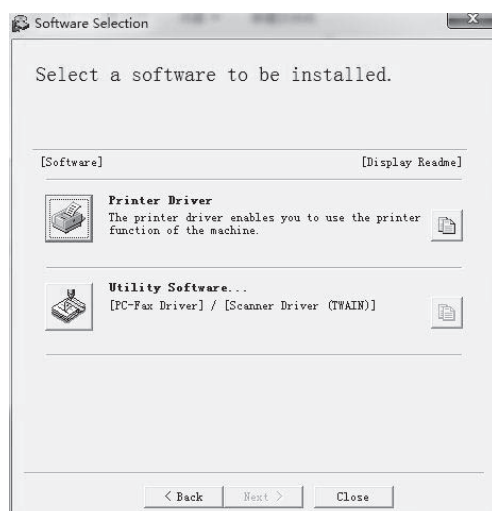 Software Selection
Select a software to be installed.
[Software] [Display Readme]
Printer Driver
The printer driver enables you to use the printer
function of the machine.
Utility Software...
[PC-Fax Driver] / [Scanner Driver (TWAIN)]
< Back Next > Close